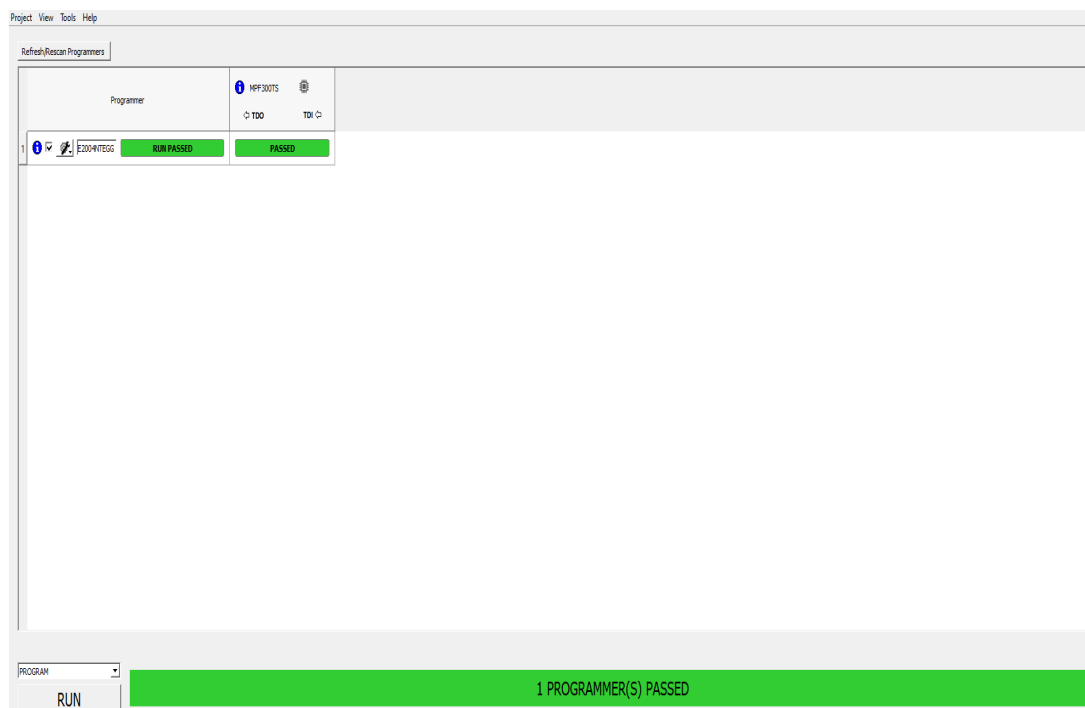 Project View Tools Help
Refresh/Rescan Programmers
Programmer
MPF300TS
TDO TDI
1 E2004NTEGG RUN PASSED PASSED
PROGRAM
RUN
1 PROGRAMMER(S) PASSED